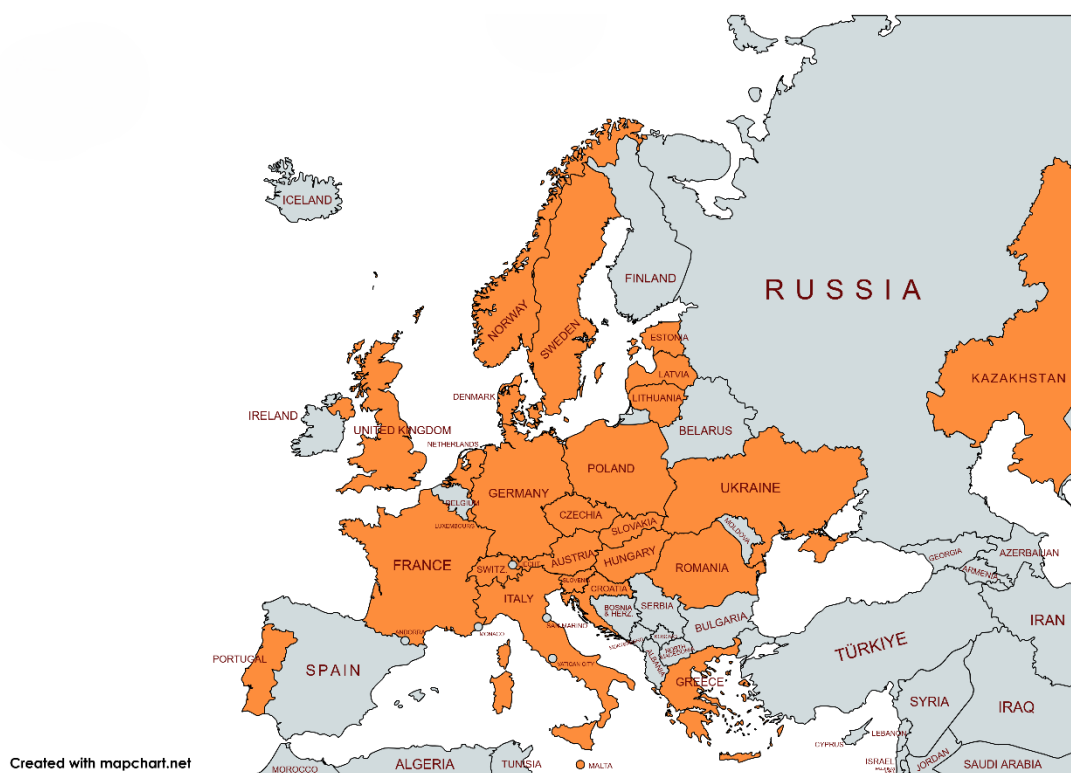 ICELAND
FINLAND
RUSSIA
NORWAY
SWEDEN
ESTONIA
LATVIA
LITHUANIA
KAZAKHSTAN
DENMARK
IRELAND
UNITED KINGDOM
NETHERLANDS
BELARUS
POLAND
GERMANY
UKRAINE
BELGIUM
LUXEMBOURG
CZECHIA
SLOVAKIA
MOLDOVA
FRANCE
SWITZ.
AUSTRIA
HUNGARY
ROMANIA
ITALY
CROATIA
BOSNIA
& HERZ.
SERBIA
BULGARIA
GEORGIA
ARMENIA
AZERBAIJAN
ANDORRA
MONACO
SAN MARINO
VATICAN CITY
PORTUGAL
SPAIN
NORTH
ALBANIA
GREECE
TÜRKIYE
IRAN
SYRIA
IRAQ
CYPRUS
LEBANON
ISRAEL
JORDAN
SAUDI ARABIA
MALTA
MOROCCO
ALGERIA
TUNISIA
Created with mapchart.net